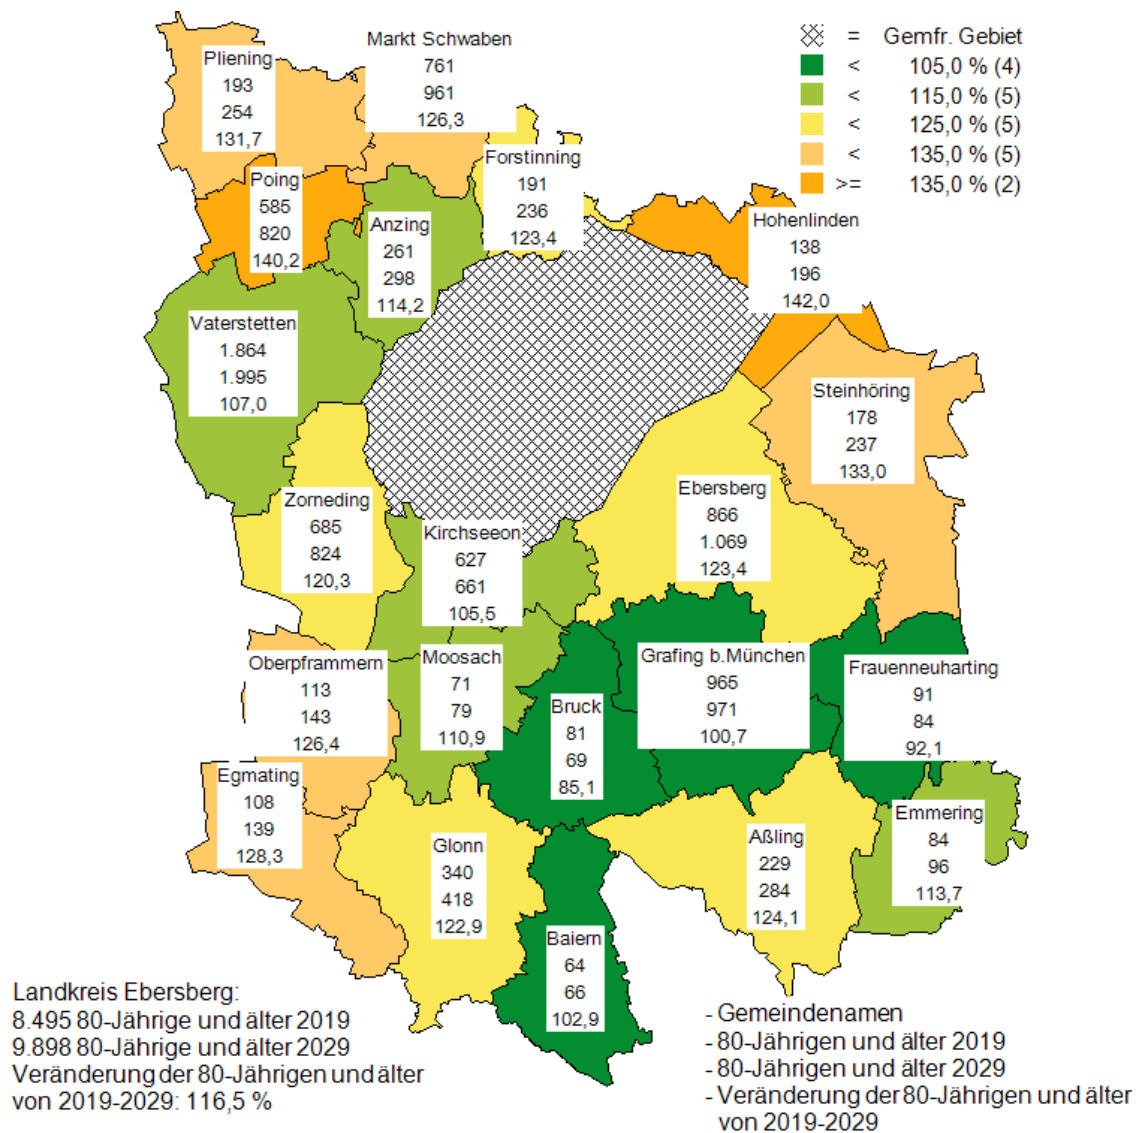 Pliening
193
254
131,7
Markt Schwaben
761
961
126,3
= Gemfr. Gebiet
< 105,0 % (4)
< 115,0 % (5)
< 125,0 % (5)
< 135,0 % (5)
>= 135,0 % (2)
Forstinning
191
236
123,4
Poing
585
820
140,2
Anzing
261
298
114,2
Hohenlinden
138
196
142,0
Vaterstetten
1.864
1.995
107,0
Steinhöring
178
237
133,0
Zorneding
685
824
120,3
Kirchseeon
627
661
105,5
Ebersberg
866
1.069
123,4
Oberpframmern
113
143
126,4
Moosach
71
79
110,9
Bruck
81
69
85,1
Grafing b.München
965
971
100,7
Frauenneuharting
91
84
92,1
Egmating
108
139
128,3
Glonn
340
418
122,9
Aßling
229
284
124,1
Emmering
84
96
113,7
Baiern
64
66
102,9
Landkreis Ebersberg:
8.495 80-Jährige und älter 2019
9.898 80-Jährige und älter 2029
Veränderung der 80-Jährigen und älter
von 2019-2029: 116,5 %
- Gemeindenamen
- 80-Jährigen und älter 2019
- 80-Jährigen und älter 2029
- Veränderung der 80-Jährigen und älter
von 2019-2029